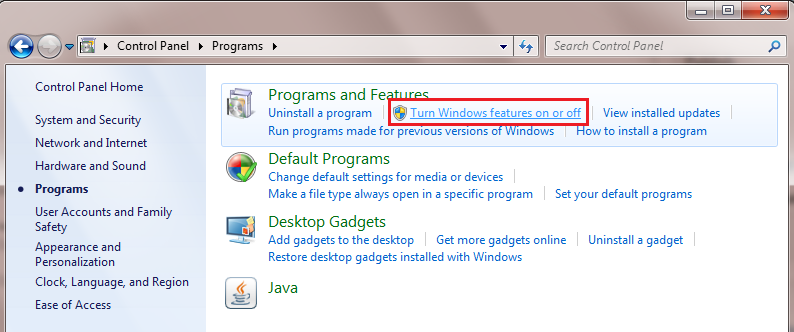 Control Panel Programs Search Control Panel
Control Panel Home
System and Security
Network and Internet
Hardware and Sound
Programs
User Accounts and Family
Safety
Appearance and
Personalization
Clock, Language, and Region
Ease of Access
Programs and Features
Uninstall a program Turn Windows features on or off View installed updates
Run programs made for previous versions of Windows How to install a program
Default Programs
Change default settings for media or devices
Make a file type always open in a specific program Set your default programs
Desktop Gadgets
Add gadgets to the desktop Get more gadgets online Uninstall a gadget
Restore desktop gadgets installed with Windows
Java